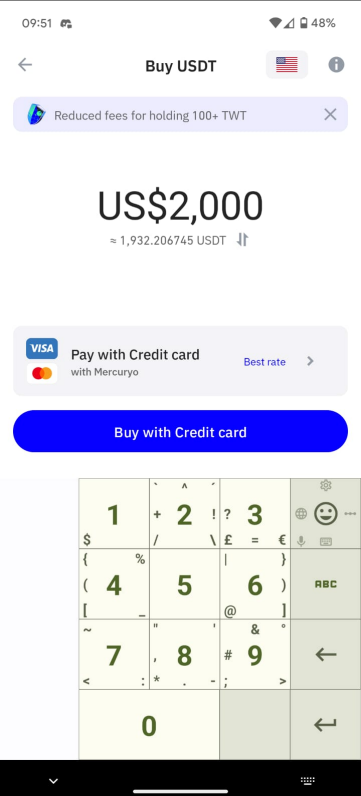 09:51
48%
Buy USDT
Reduced fees for holding 100+ TWT
US$2,000
≈ 1,932.206745 USDT
VISA
Pay with Credit card
with Mercuryo
Best rate
Buy with Credit card
` ^ ´
1 + 2 ! ? 3
$ / \ £ = €
{ % | }
( 4 5 6 )
[ _ @ ]
~ " ' & °
7 , 8 # 9
< : * . - ; >
ABC
0